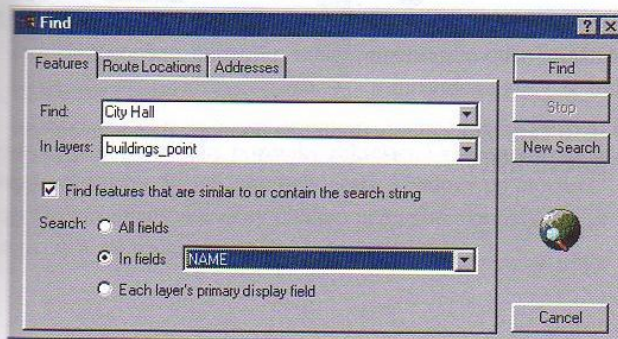 Find
Features Route Locations Addresses
Find: City Hall
In layers: buildings_point
Find features that are similar to or contain the search string
Search: All fields
In fields NAME
Each layer's primary display field
Find
Stop
New Search
Cancel